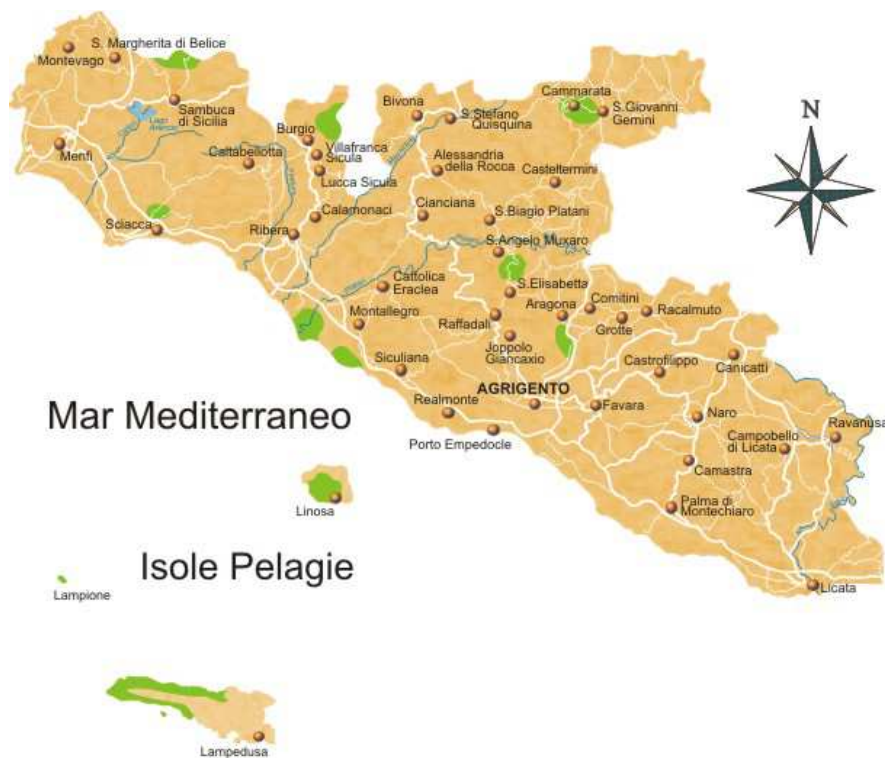 S. Margherita di Belice
Montevago
Sambuca
di Sicilia
Lago
Arancio
Menfi
Caltabellotta
Sciacca
Burgio
Villafranca
Sicula
Lucca Sicula
Calamonaci
Ribera
Bivona
S.Stefano
Quisquina
Alessandria
della Rocca
Cianciana
S.Biagio Platani
Casteltermini
Cammarata
S.Giovanni
Gemini
N
S.Angelo Muxaro
S.Elisabetta
Cattolica
Eraclea
Montallegro
Raffadali
Aragona
Comitini
Grotte
Racalmuto
Joppolo
Giancaxio
Siculiana
Castrofilippo
Canicatti
AGRIGENTO
Realmonte
Favara
Naro
Porto Empedocle
Campobello
di Licata
Ravanusa
Camastra
Palma di
Montechiaro
Licata
Mar Mediterraneo
Linosa
Isole Pelagie
Lampione
Lampedusa